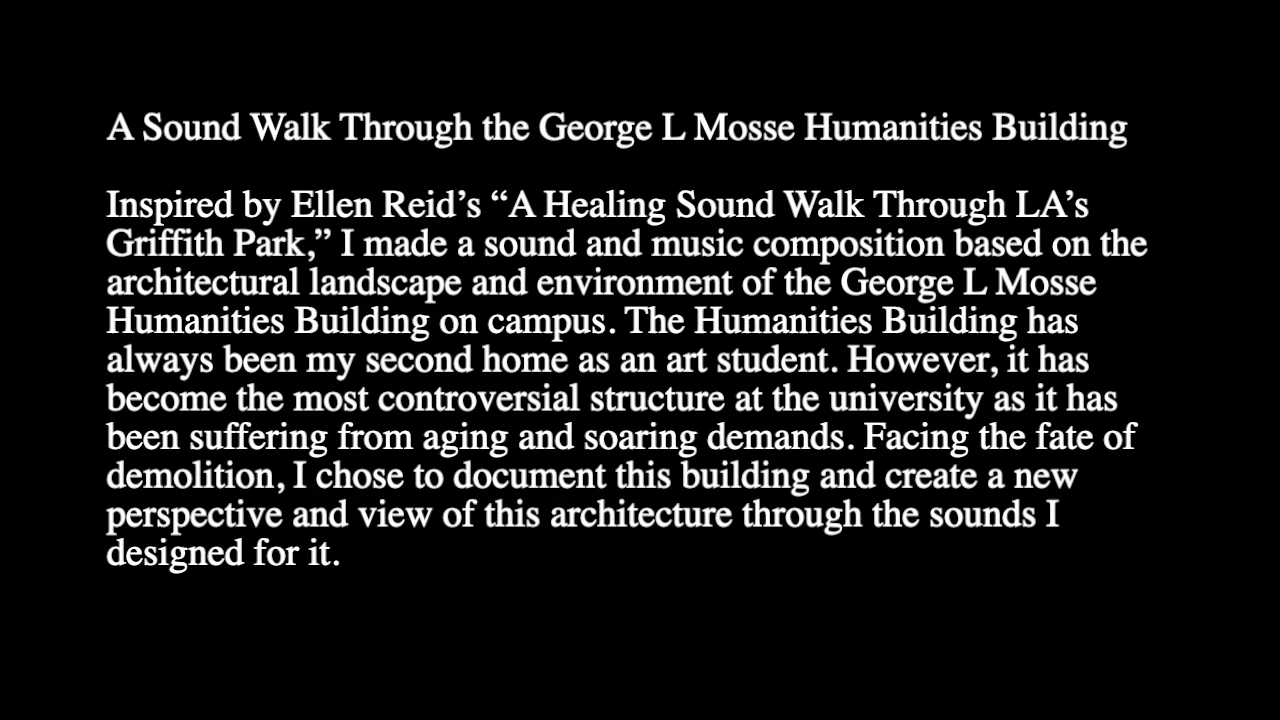 A Sound Walk Through the George L Mosse Humanities Building
Inspired by Ellen Reid’s “A Healing Sound Walk Through LA’s
Griffith Park,” I made a sound and music composition based on the
architectural landscape and environment of the George L Mosse
Humanities Building on campus. The Humanities Building has
always been my second home as an art student. However, it has
become the most controversial structure at the university as it has
been suffering from aging and soaring demands. Facing the fate of
demolition, I chose to document this building and create a new
perspective and view of this architecture through the sounds I
designed for it.